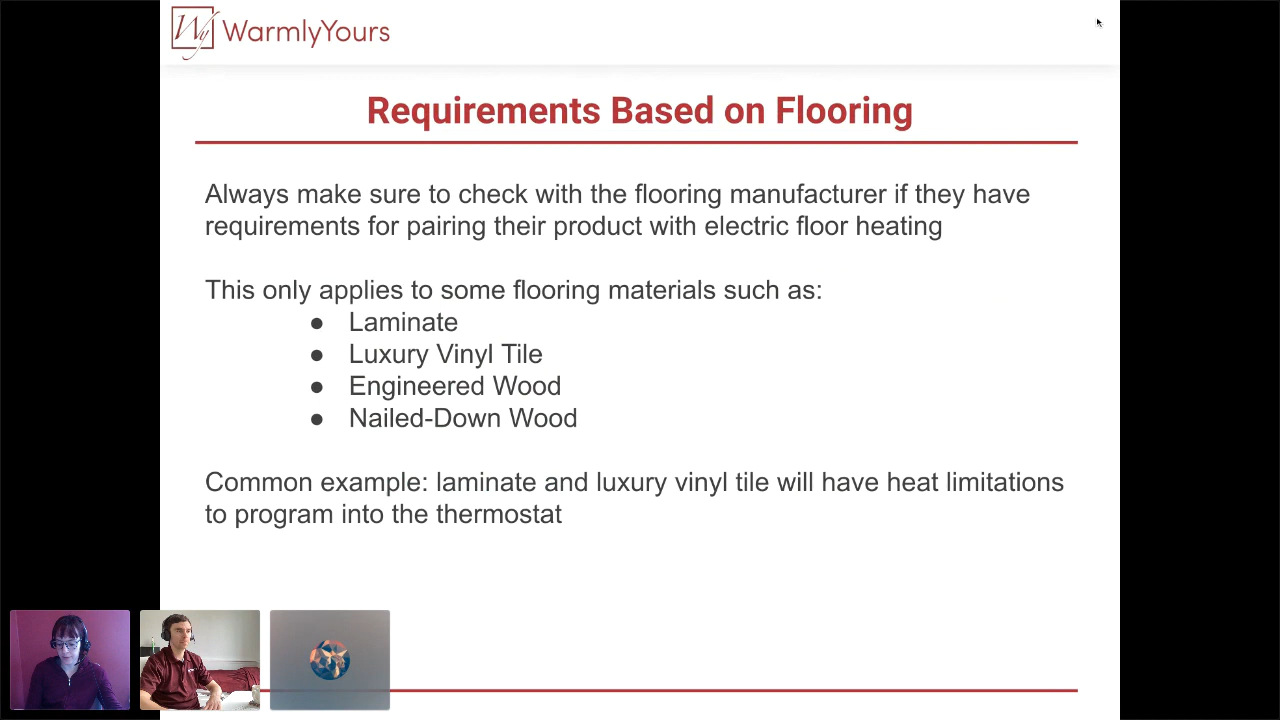 Wy WarmlyYours
Requirements Based on Flooring
Always make sure to check with the flooring manufacturer if they have
requirements for pairing their product with electric floor heating
This only applies to some flooring materials such as:
● Laminate
● Luxury Vinyl Tile
● Engineered Wood
● Nailed-Down Wood
Common example: laminate and luxury vinyl tile will have heat limitations
to program into the thermostat